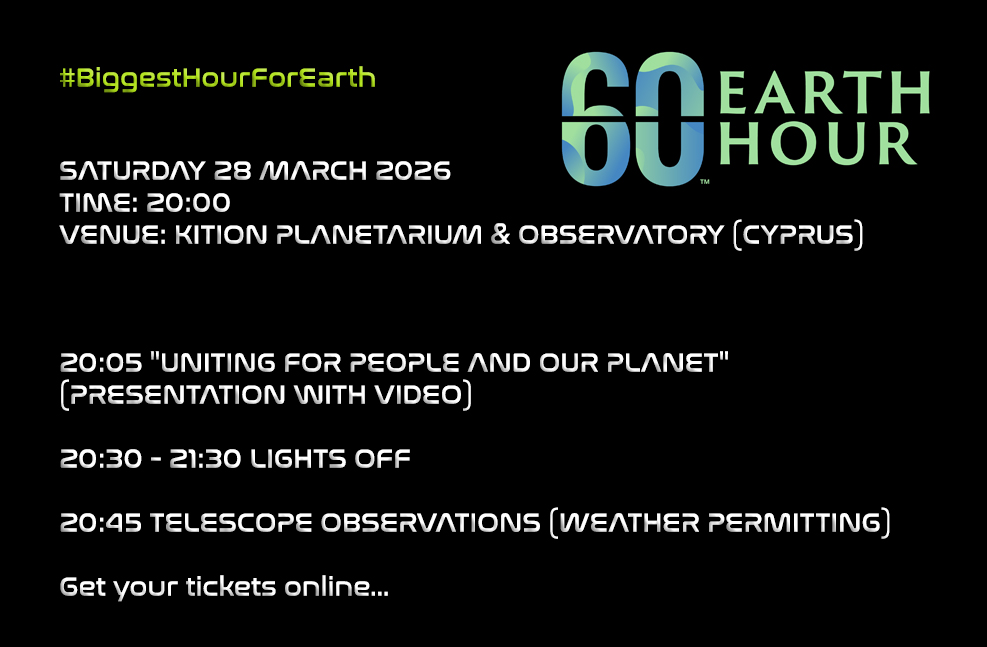 #BiggestHourForEarth
60 EARTH HOUR™
SATURDAY 28 MARCH 2026
TIME: 20:00
VENUE: KITION PLANETARIUM & OBSERVATORY (CYPRUS)
20:05 "UNITING FOR PEOPLE AND OUR PLANET"
(PRESENTATION WITH VIDEO)
20:30 - 21:30 LIGHTS OFF
20:45 TELESCOPE OBSERVATIONS (WEATHER PERMITTING)
Get your tickets online...